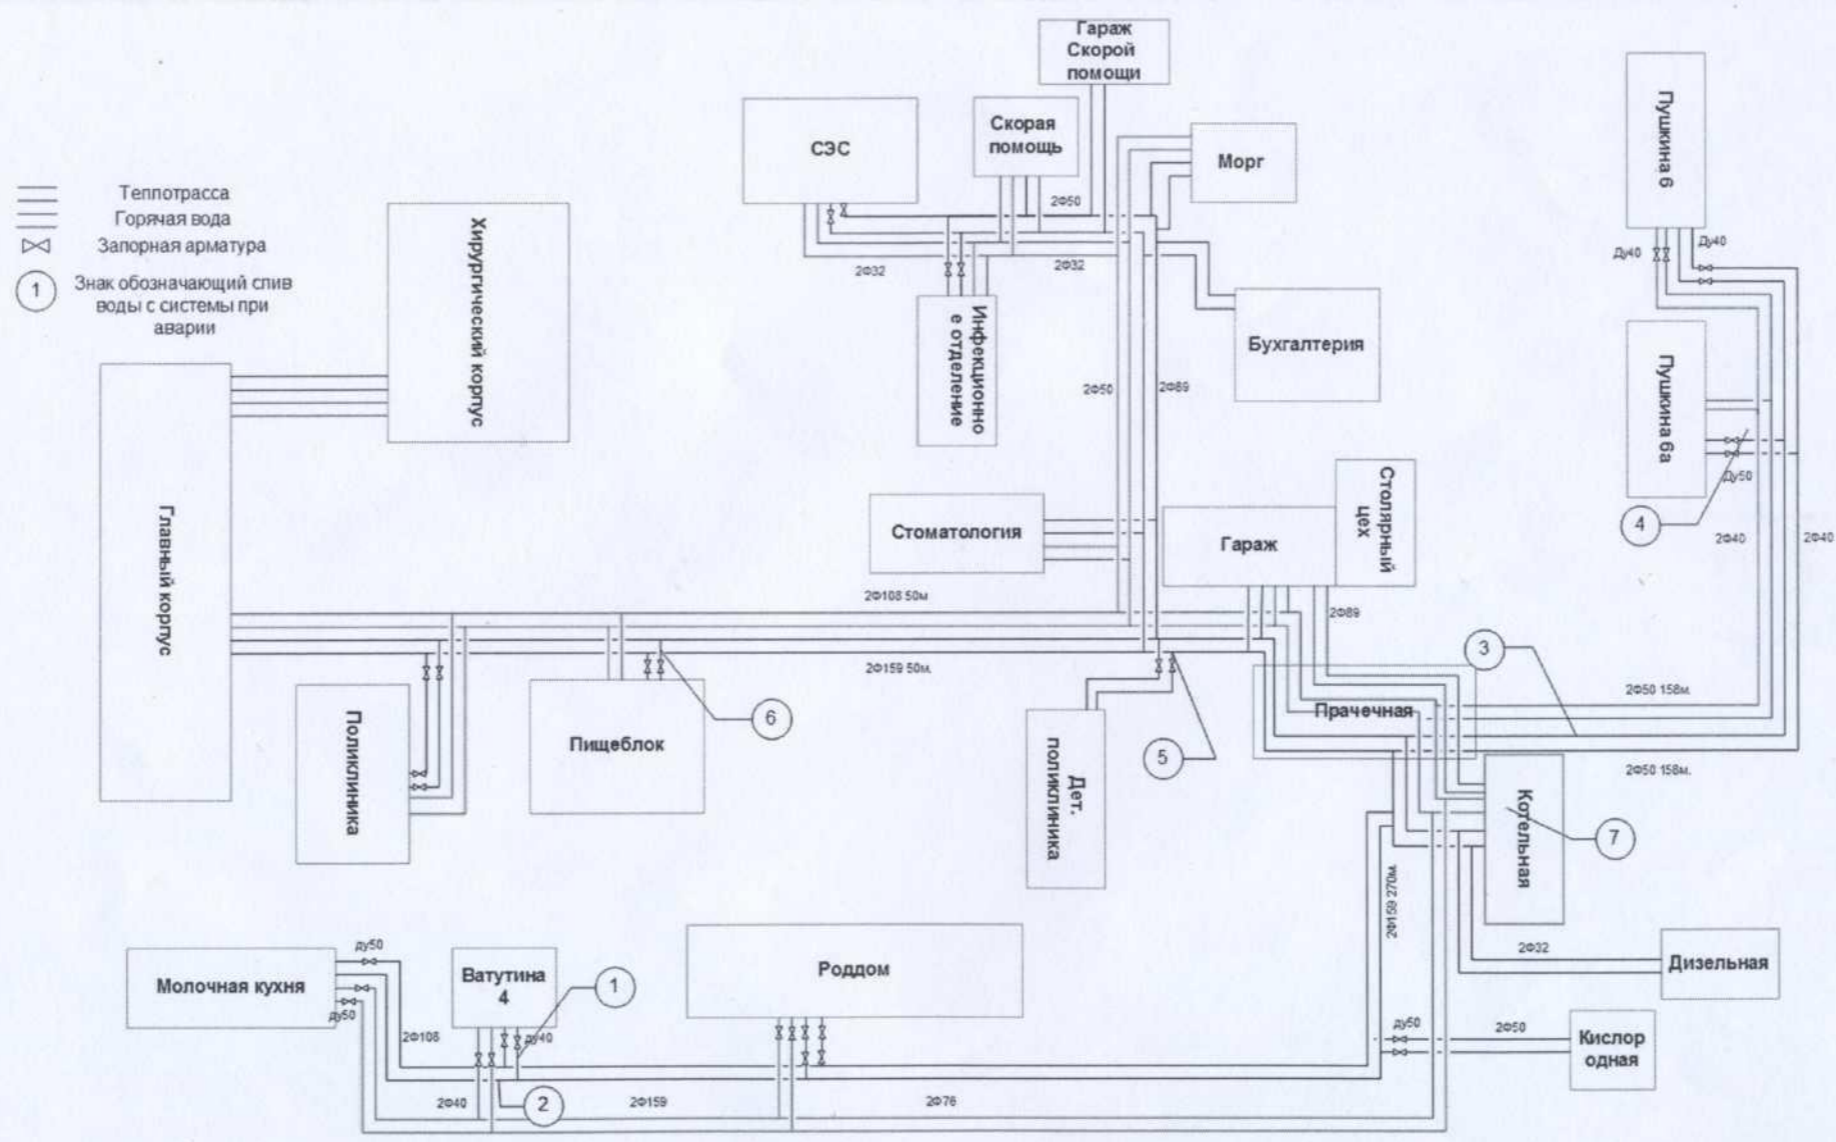 Теплотрасса
Горячая вода
Запорная арматура
1
Знак обозначающий слив
воды с системы при
аварии
Хирургический корпус
Главный корпус
СЭС
Скорая
помощь
Гараж
Скорой
помощи
Морг
2Ф50
2Ф32
2Ф32
Инфекционно
е отделение
Бухгалтерия
2Ф50
2Ф89
Пушкина 6
Ду40
Ду40
Пушкина 6а
Ду50
4
2Ф40
2Ф40
Стоматология
Гараж
Столярный
цех
2Ф108 50м
2Ф89
2Ф159 50м.
3
2Ф50 158м.
Прачечная
2Ф50 158м.
Поликлиника
Пищеблок
6
5
Дет.
поликлиника
Котельная
7
2Ф159 270м.
2Ф32
Дизельная
ду50
Молочная кухня
ду50
Ватутина
4
1
ду40
Роддом
2Ф108
ду50
2Ф50
Кислор
одная
2Ф40
2
2Ф159
2Ф76